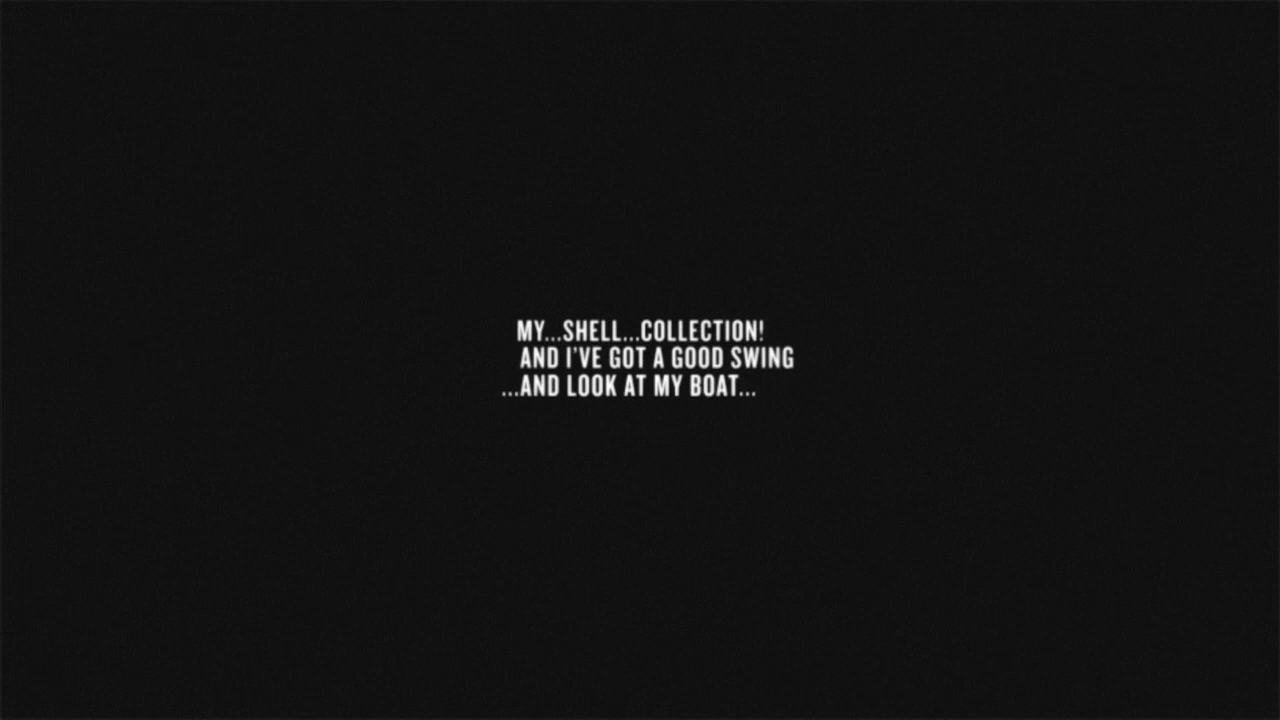 MY...SHELL...COLLECTION!
AND I'VE GOT A GOOD SWING
...AND LOOK AT MY BOAT...